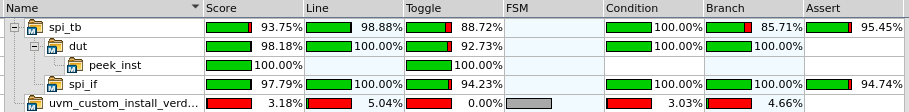 Name Score Line Toggle FSM Condition Branch Assert
spi_tb 93.75% 98.88% 88.72% 100.00% 85.71% 95.45%
dut 98.18% 100.00% 92.73% 100.00% 100.00%
peek_inst 100.00% 100.00%
spi_if 97.79% 100.00% 94.23% 100.00% 100.00% 94.74%
uvm_custom_install_verd... 3.18% 5.04% 0.00% 3.03% 4.66%